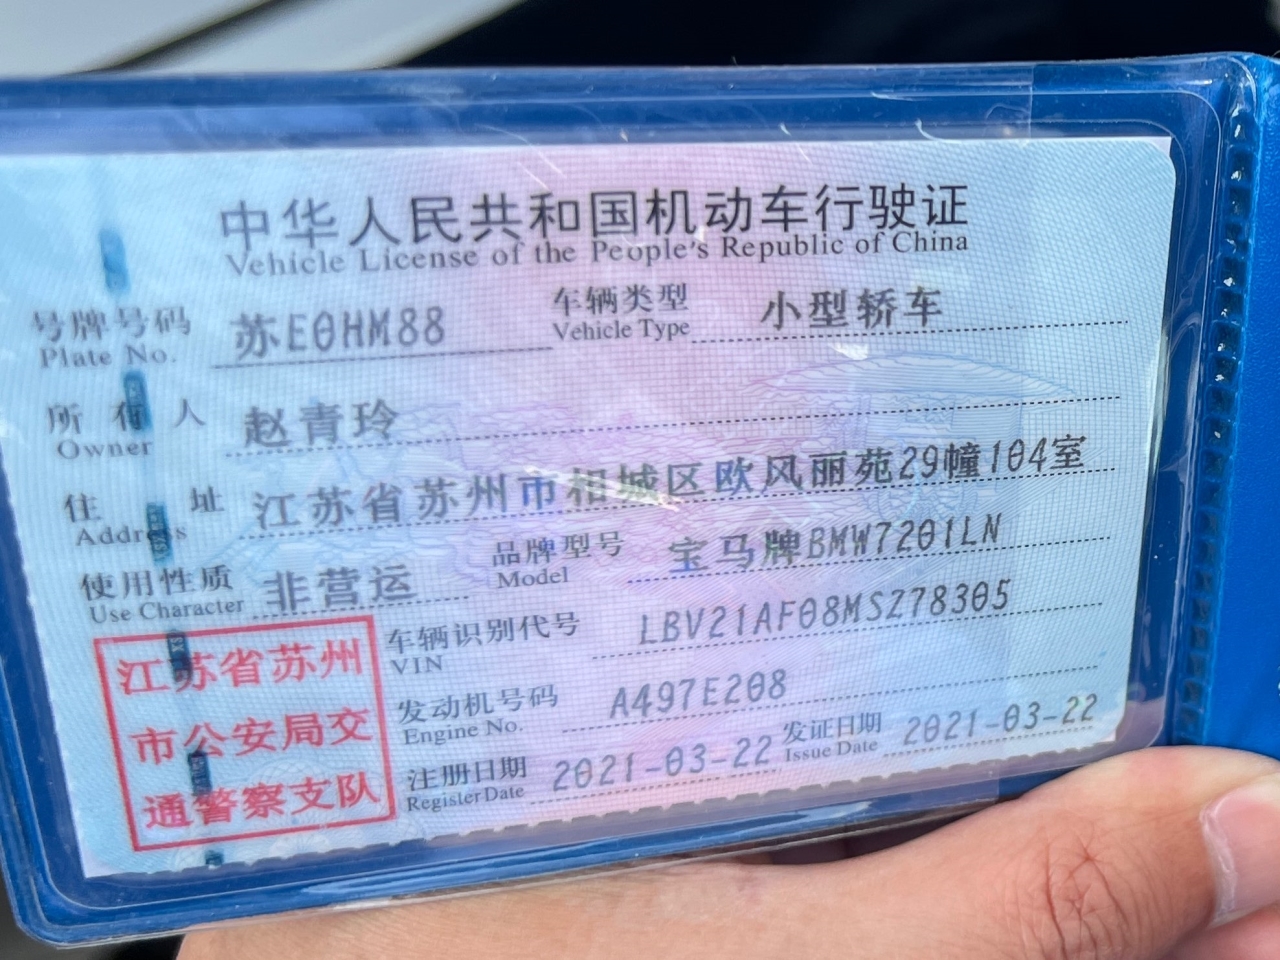 中华人民共和国机动车行驶证
Vehicle License of the People's Republic of China
号牌号码 苏E0HM88 车辆类型 小型轿车
Plate No. Vehicle Type
所有人 赵青玲
Owner
住址 江苏省苏州市相城区欧风丽苑29幢104室
Address
使用性质 非营运 品牌型号 宝马牌BMW7201LN
Use Character Model
车辆识别代号 LBV21AF08MSZ78305
VIN
发动机号码 A497E208
Engine No.
注册日期 2021-03-22 发证日期 2021-03-22
Register Date Issue Date
江苏省苏州
市公安局交
通警察支队